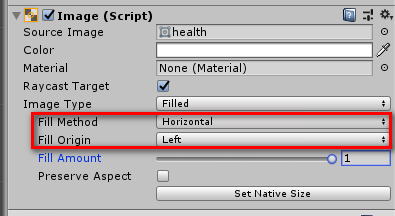 Image (Script)
Source Image health
Color
Material None (Material)
Raycast Target
Image Type Filled
Fill Method Horizontal
Fill Origin Left
Fill Amount 1
Preserve Aspect
Set Native Size